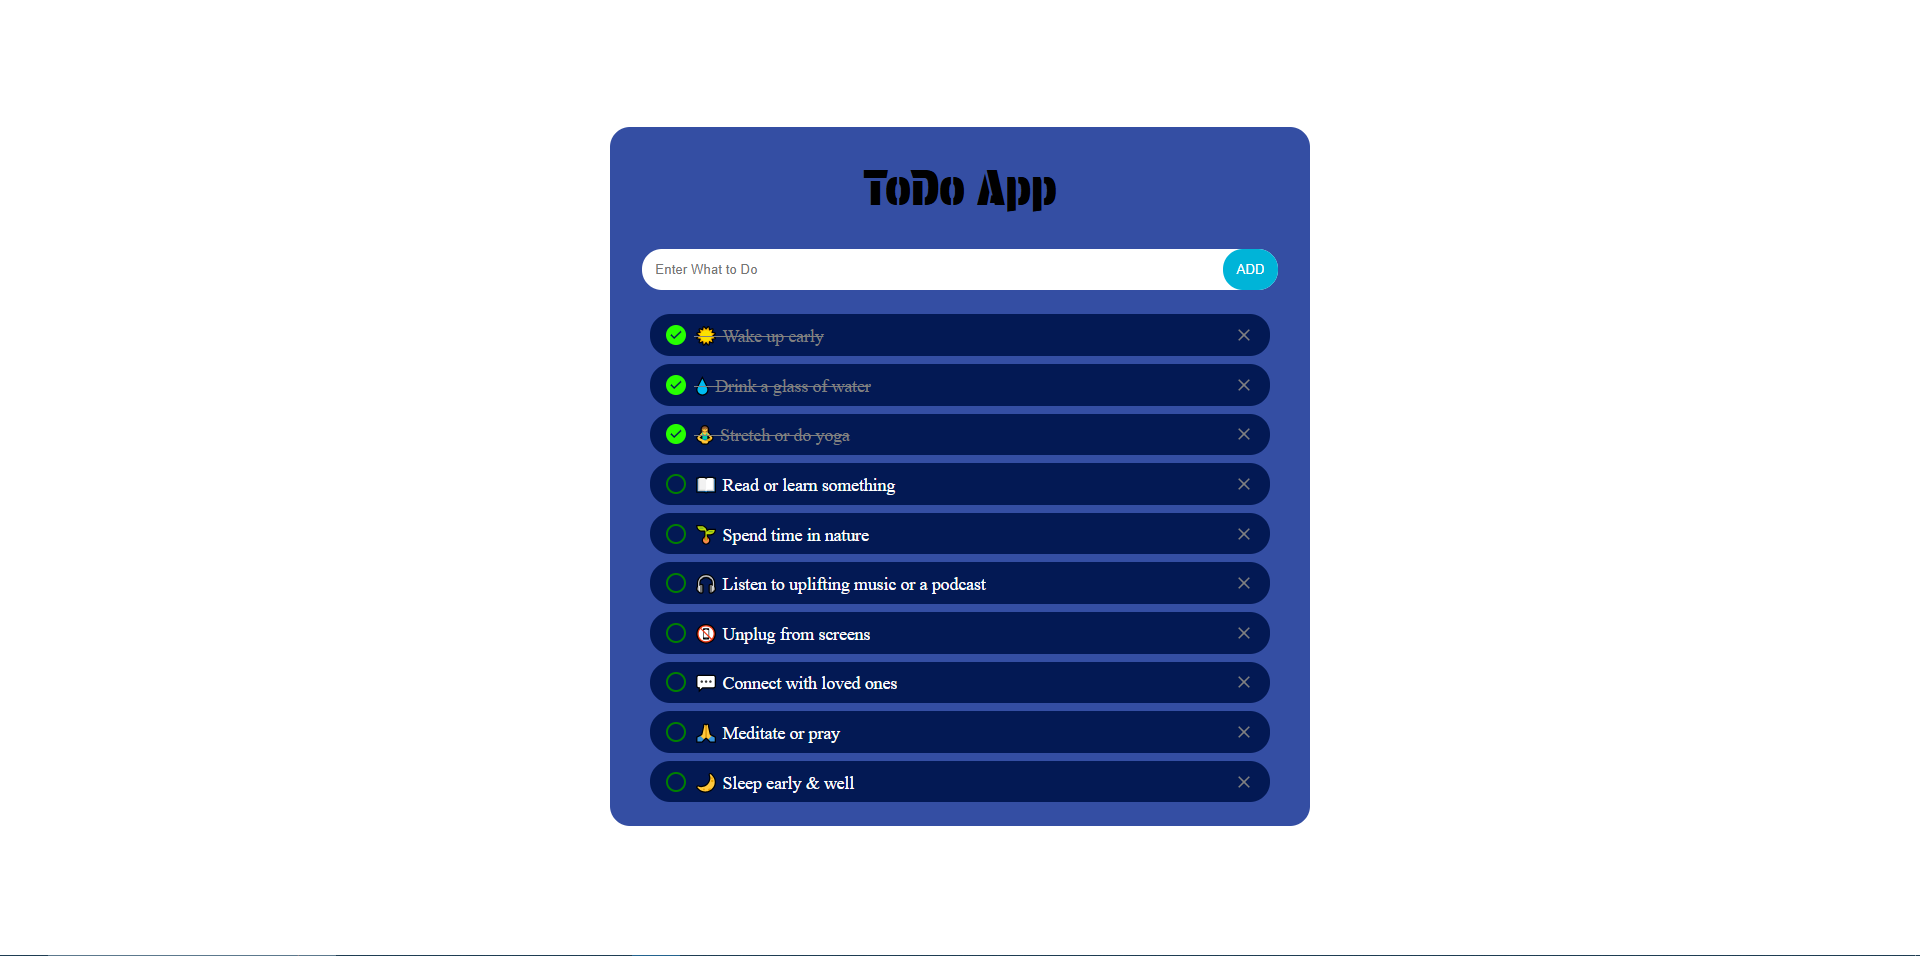 ToDo App
Enter What to Do
ADD
🌞 Wake up early
💧 Drink a glass of water
🧘‍♂️ Stretch or do yoga
📖 Read or learn something
🌱 Spend time in nature
🎧 Listen to uplifting music or a podcast
📵 Unplug from screens
💬 Connect with loved ones
🙏 Meditate or pray
🌙 Sleep early & well